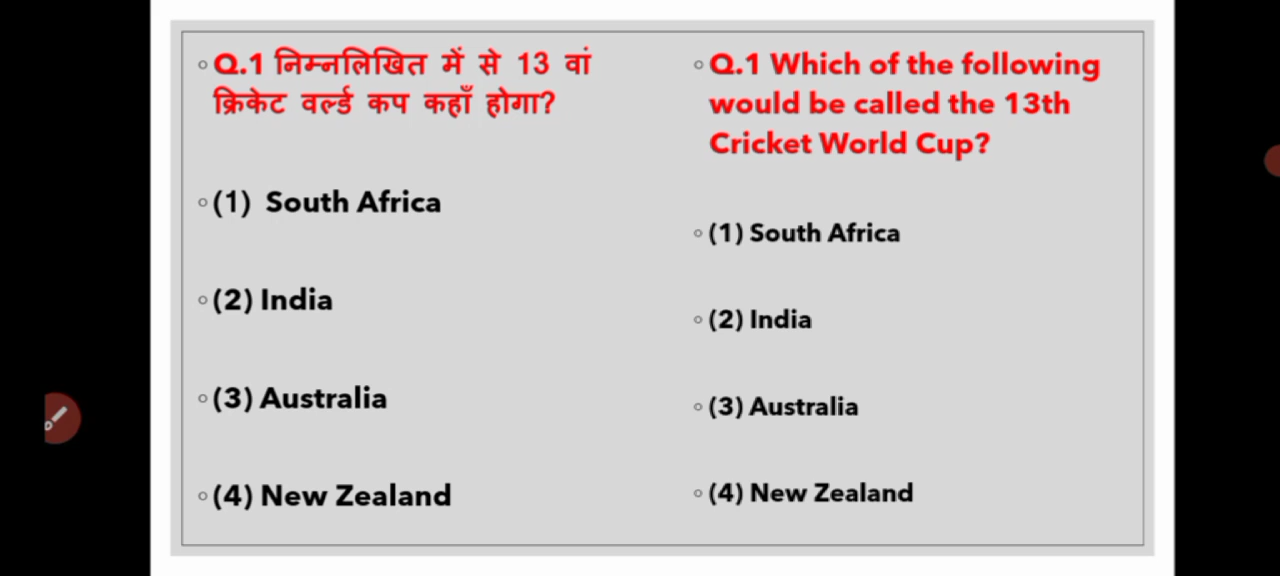 Q.1 निम्नलिखित में से 13 वां
क्रिकेट वर्ल्ड कप कहाँ होगा?
(1) South Africa
(2) India
(3) Australia
(4) New Zealand
Q.1 Which of the following
would be called the 13th
Cricket World Cup?
(1) South Africa
(2) India
(3) Australia
(4) New Zealand